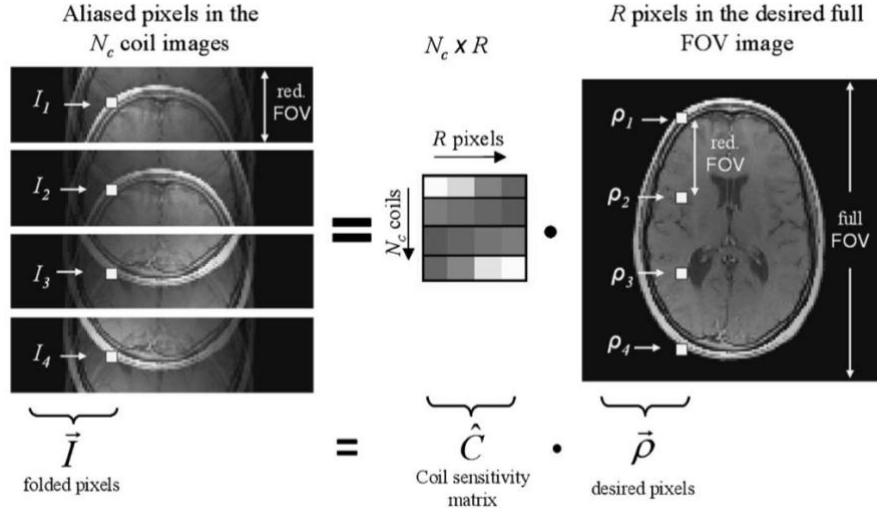 Aliased pixels in the
N_c coil images
N_c x R
R pixels in the desired full
FOV image
I_1
red.
FOV
I_2
I_3
I_4
R pixels
N_c coils
=
•
ρ_1
red.
FOV
ρ_2
full
FOV
ρ_3
ρ_4
I⃗ = Ĉ • ρ⃗
folded pixels
Coil sensitivity
matrix
desired pixels